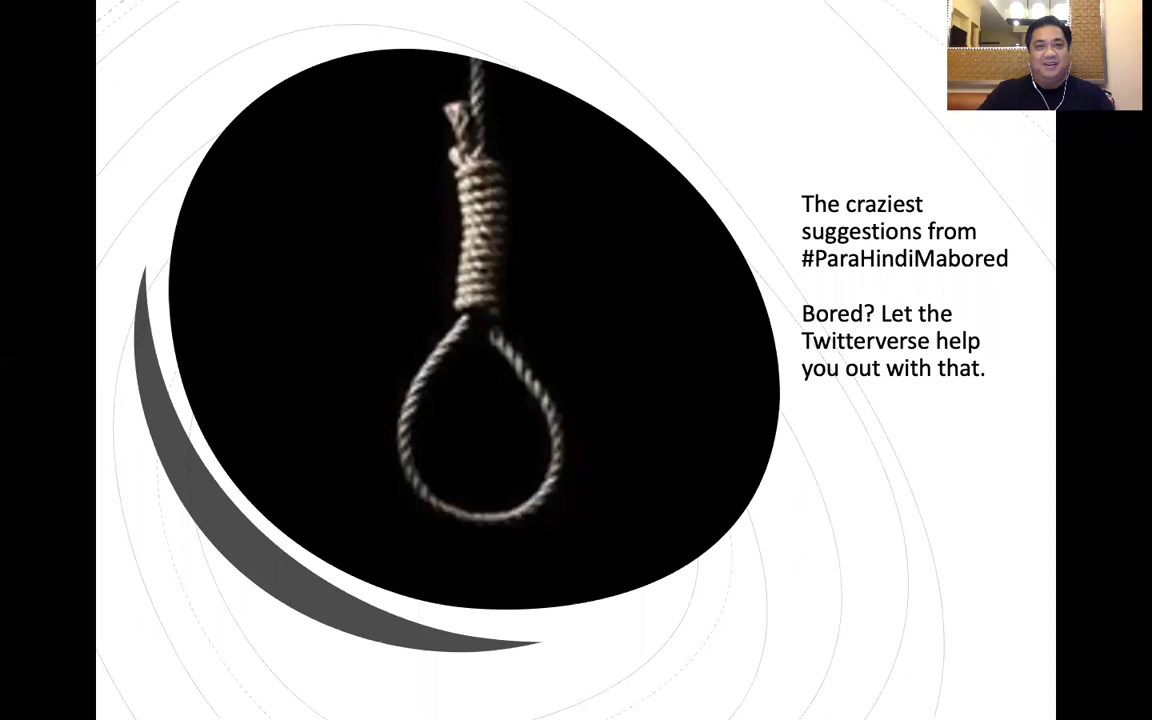 The craziest
suggestions from
#ParaHindiMabored
Bored? Let the
Twitterverse help
you out with that.